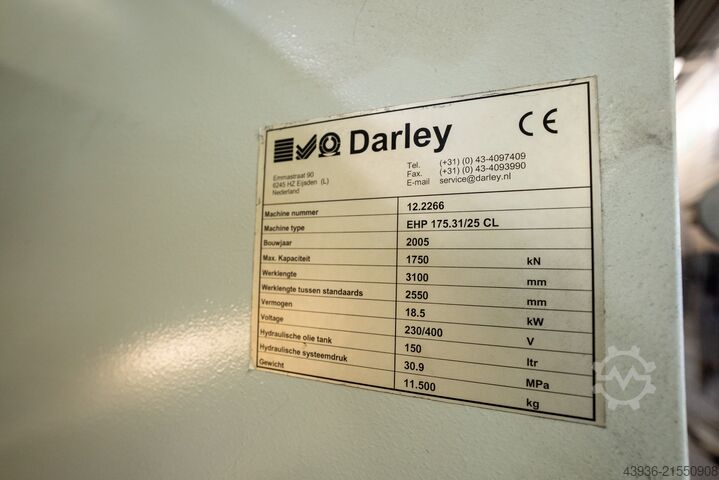 Darley CE
Emmastraat 90
6245 HZ Eijsden (L)
Nederland
Tel. (+31) (0) 43-4097409
Fax. (+31) (0) 43-4093990
E-mail service@darley.nl
Machine nummer 12.2266
Machine type EHP 175.31/25 CL
Bouwjaar 2005
Max. Kapaciteit 1750 kN
Werklengte 3100 mm
Werklengte tussen standaards 2550 mm
Vermogen 18.5 kW
Voltage 230/400 V
Hydraulische olie tank 150 ltr
Hydraulische systeemdruk 30.9 MPa
Gewicht 11.500 kg
43936-21550908